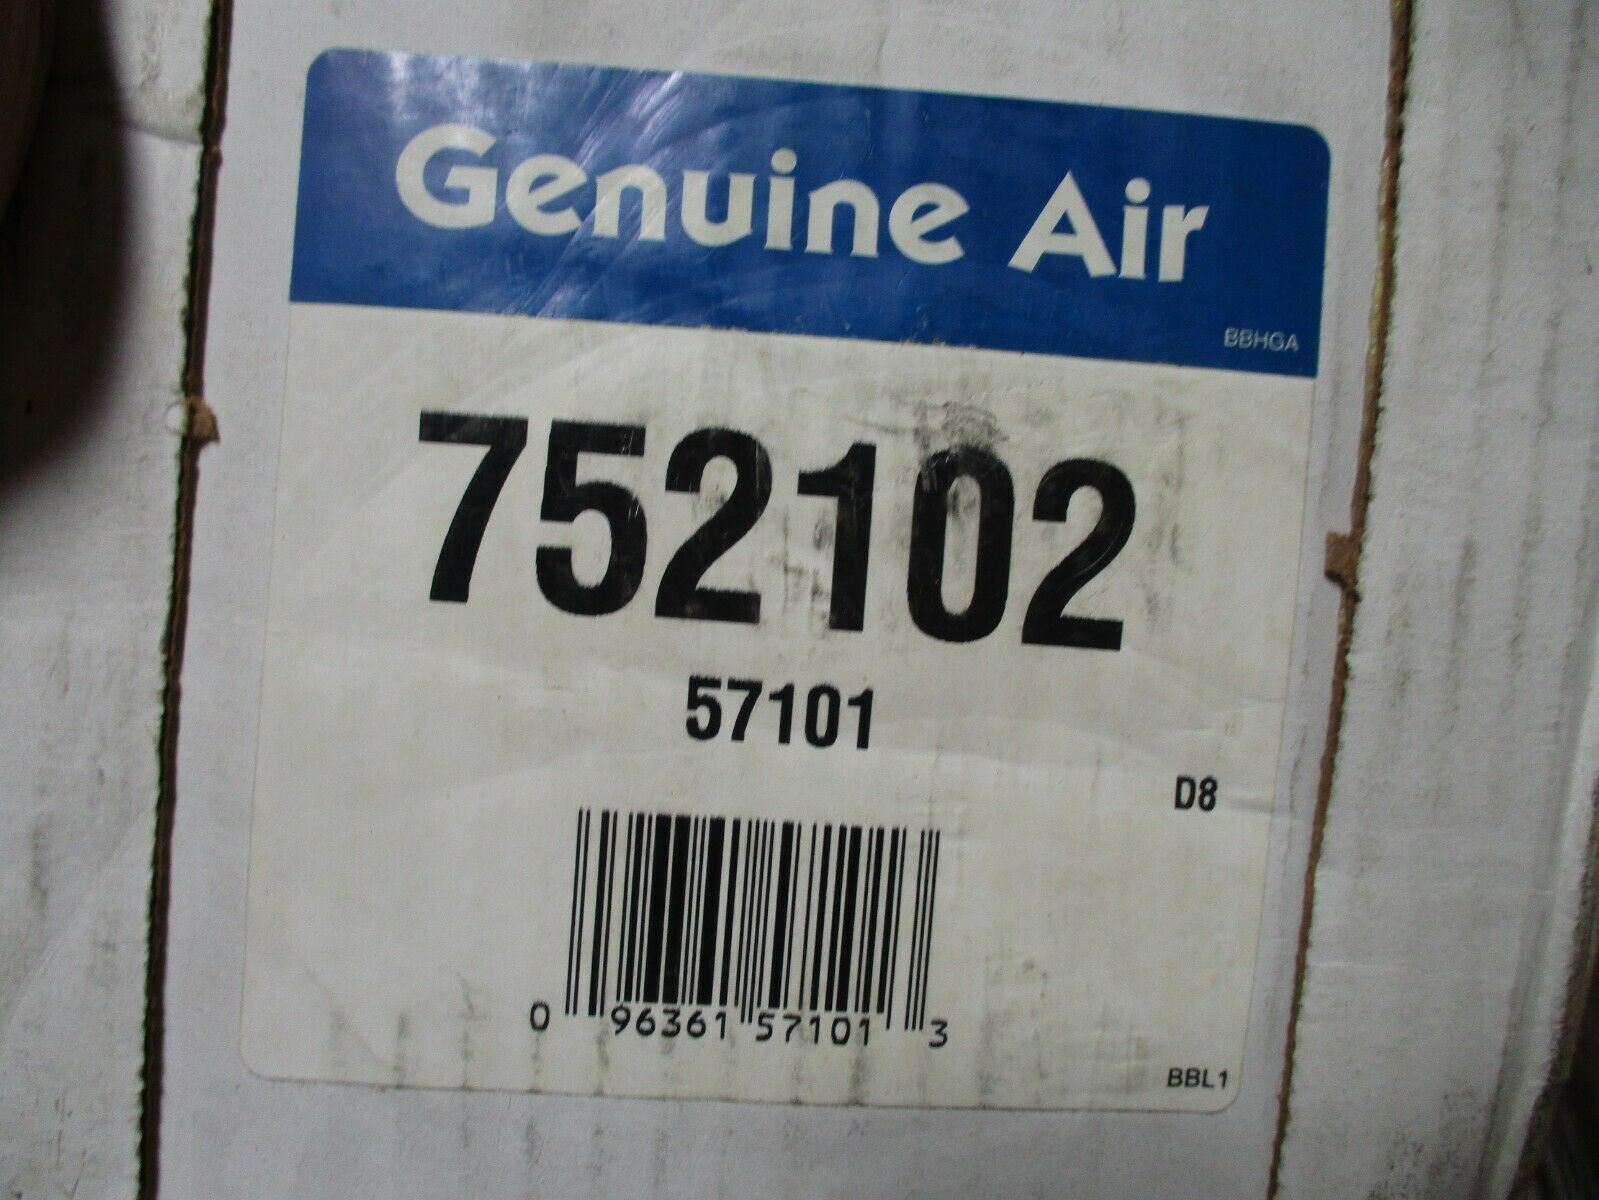 Genuine Air
BBHGA
752102
57101
D8
0 96361 57101 3
BBL1